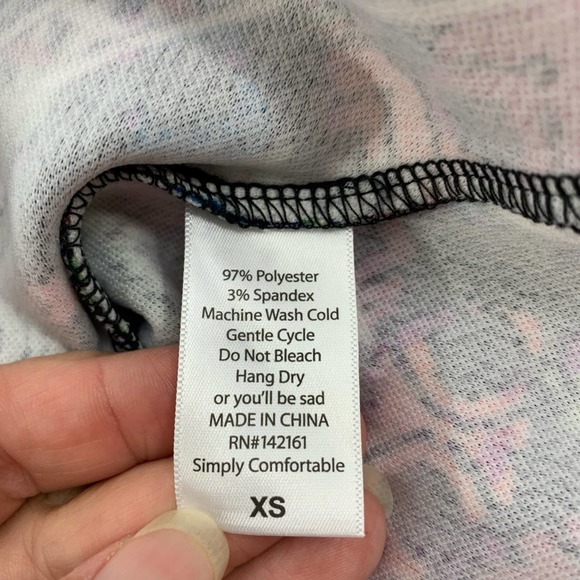 97% Polyester
3% Spandex
Machine Wash Cold
Gentle Cycle
Do Not Bleach
Hang Dry
or you'll be sad
MADE IN CHINA
RN#142161
Simply Comfortable
XS